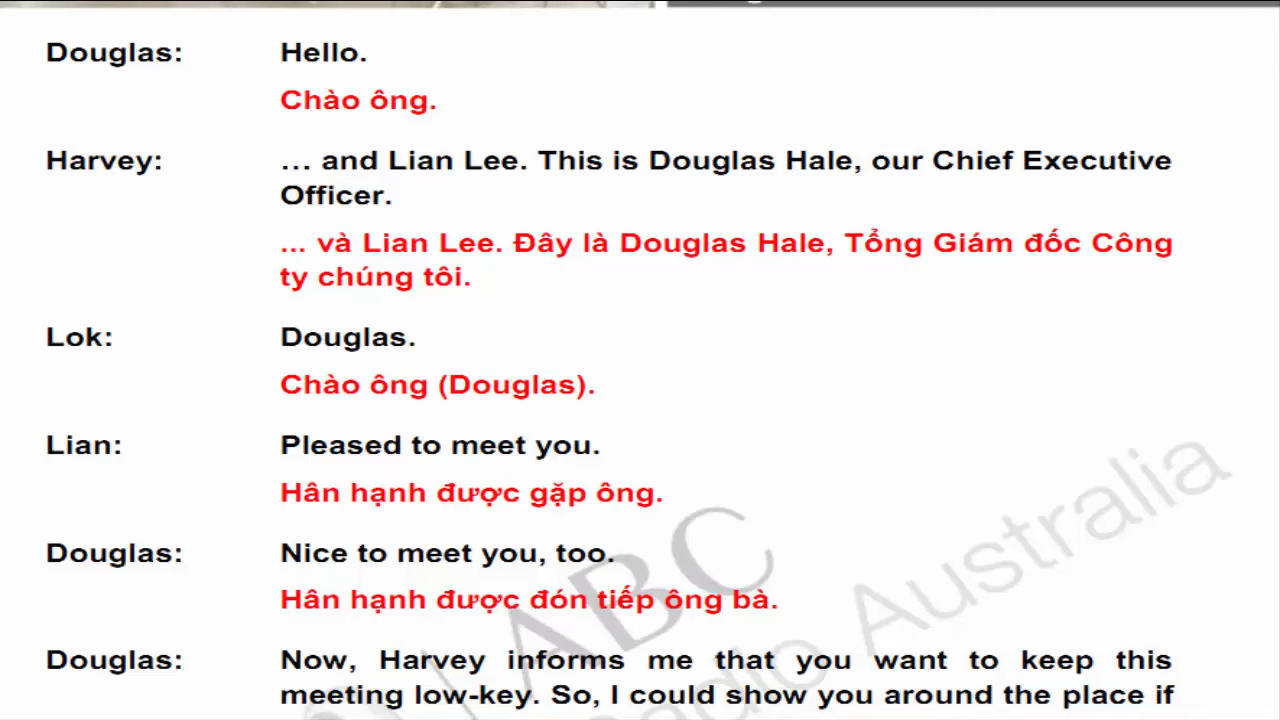 Douglas: Hello.
Chào ông.
Harvey: … and Lian Lee. This is Douglas Hale, our Chief Executive
Officer.
... và Lian Lee. Đây là Douglas Hale, Tổng Giám đốc Công
ty chúng tôi.
Lok: Douglas.
Chào ông (Douglas).
Lian: Pleased to meet you.
Hân hạnh được gặp ông.
Douglas: Nice to meet you, too.
Hân hạnh được đón tiếp ông bà.
Douglas: Now, Harvey informs me that you want to keep this
meeting low-key. So, I could show you around the place if
ABC
Radio Australia